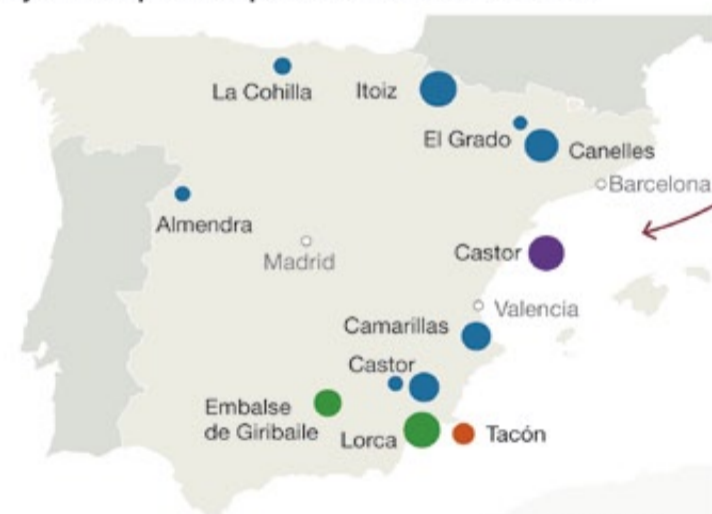 La Cohilla
Itoiz
El Grado
Canelles
Barcelona
Almendra
Madrid
Castor
Valencia
Camarillas
Castor
Embalse
de Giribaile
Lorca
Tacón